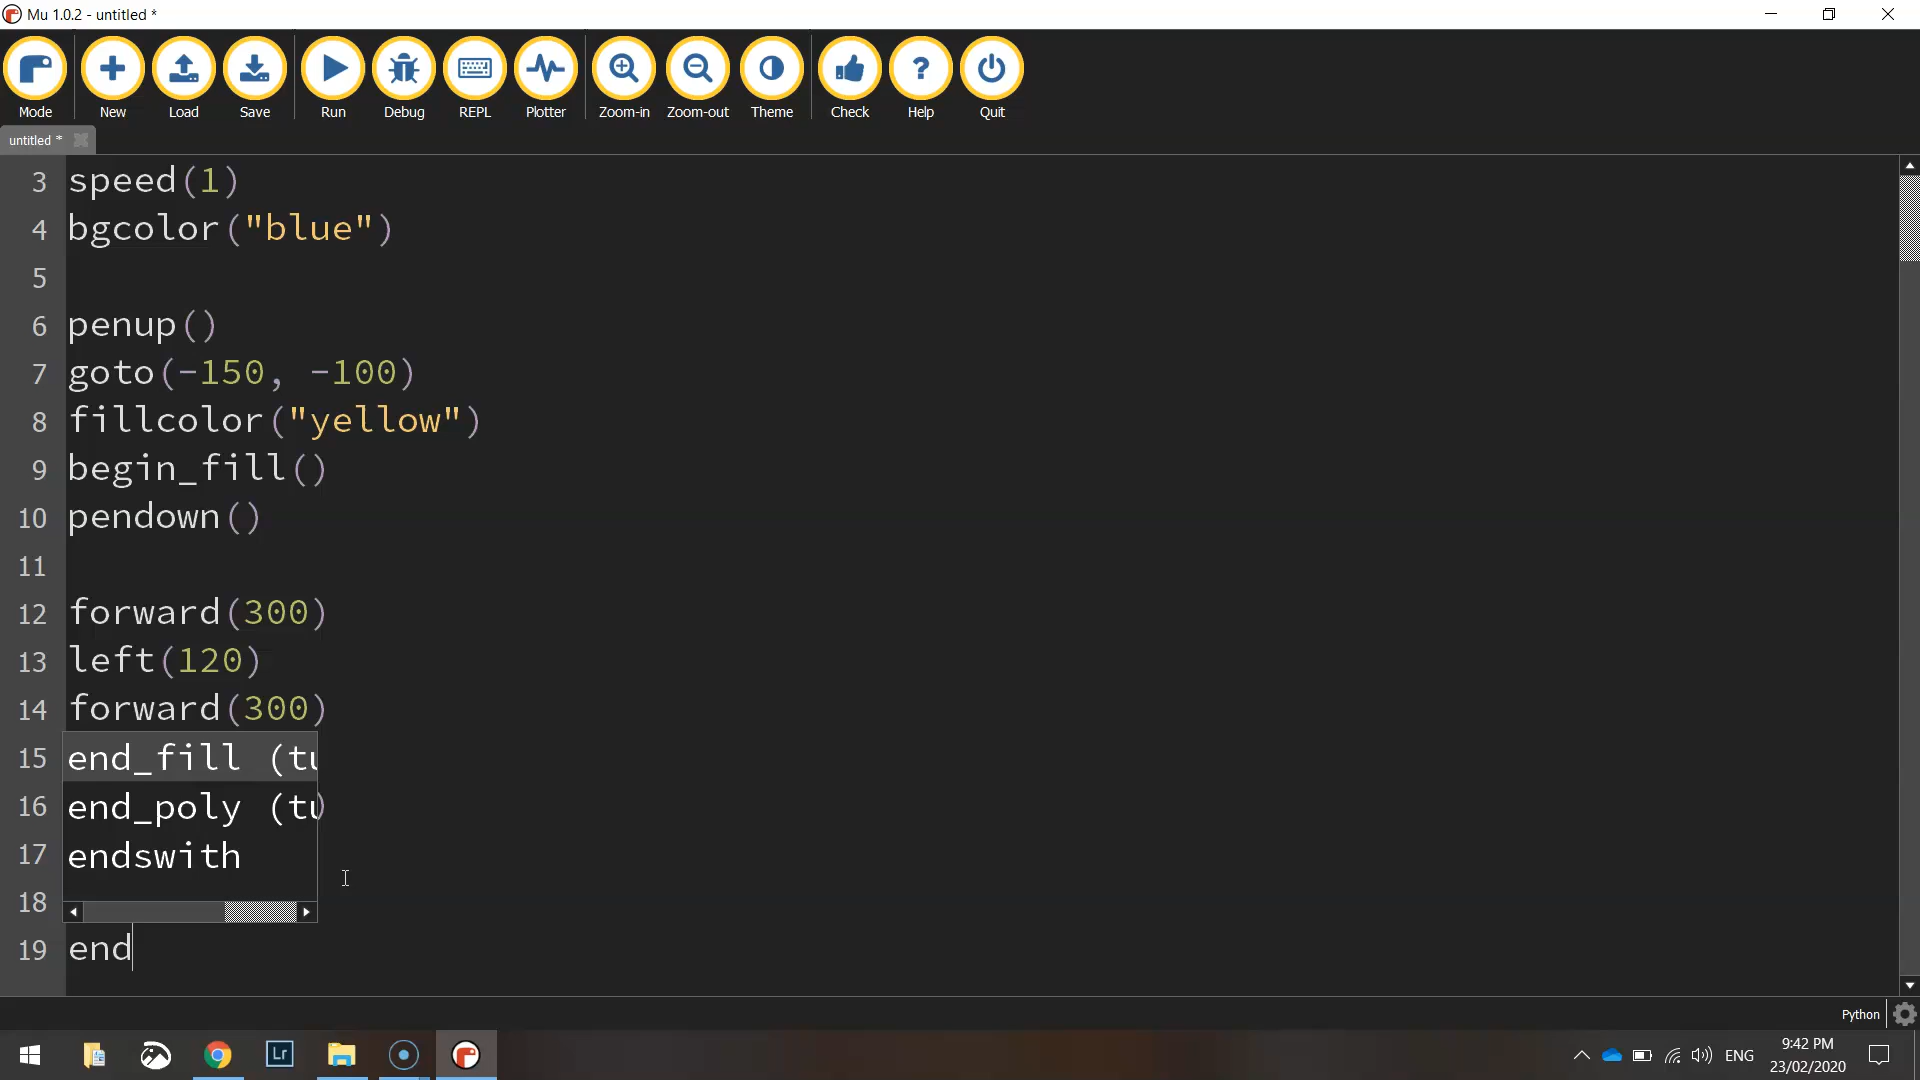 Mu 1.0.2 - untitled *
Mode New Load Save Run Debug REPL Plotter Zoom-in Zoom-out Theme Check Help Quit
untitled *
3 speed(1)
4 bgcolor("blue")
5
6 penup()
7 goto(-150, -100)
8 fillcolor("yellow")
9 begin_fill()
10 pendown()
11
12 forward(300)
13 left(120)
14 forward(300)
15 end_fill (tu
16 end_poly (tu)
17 endswith
18
19 end
Python
Lr
ENG
9:42 PM
23/02/2020